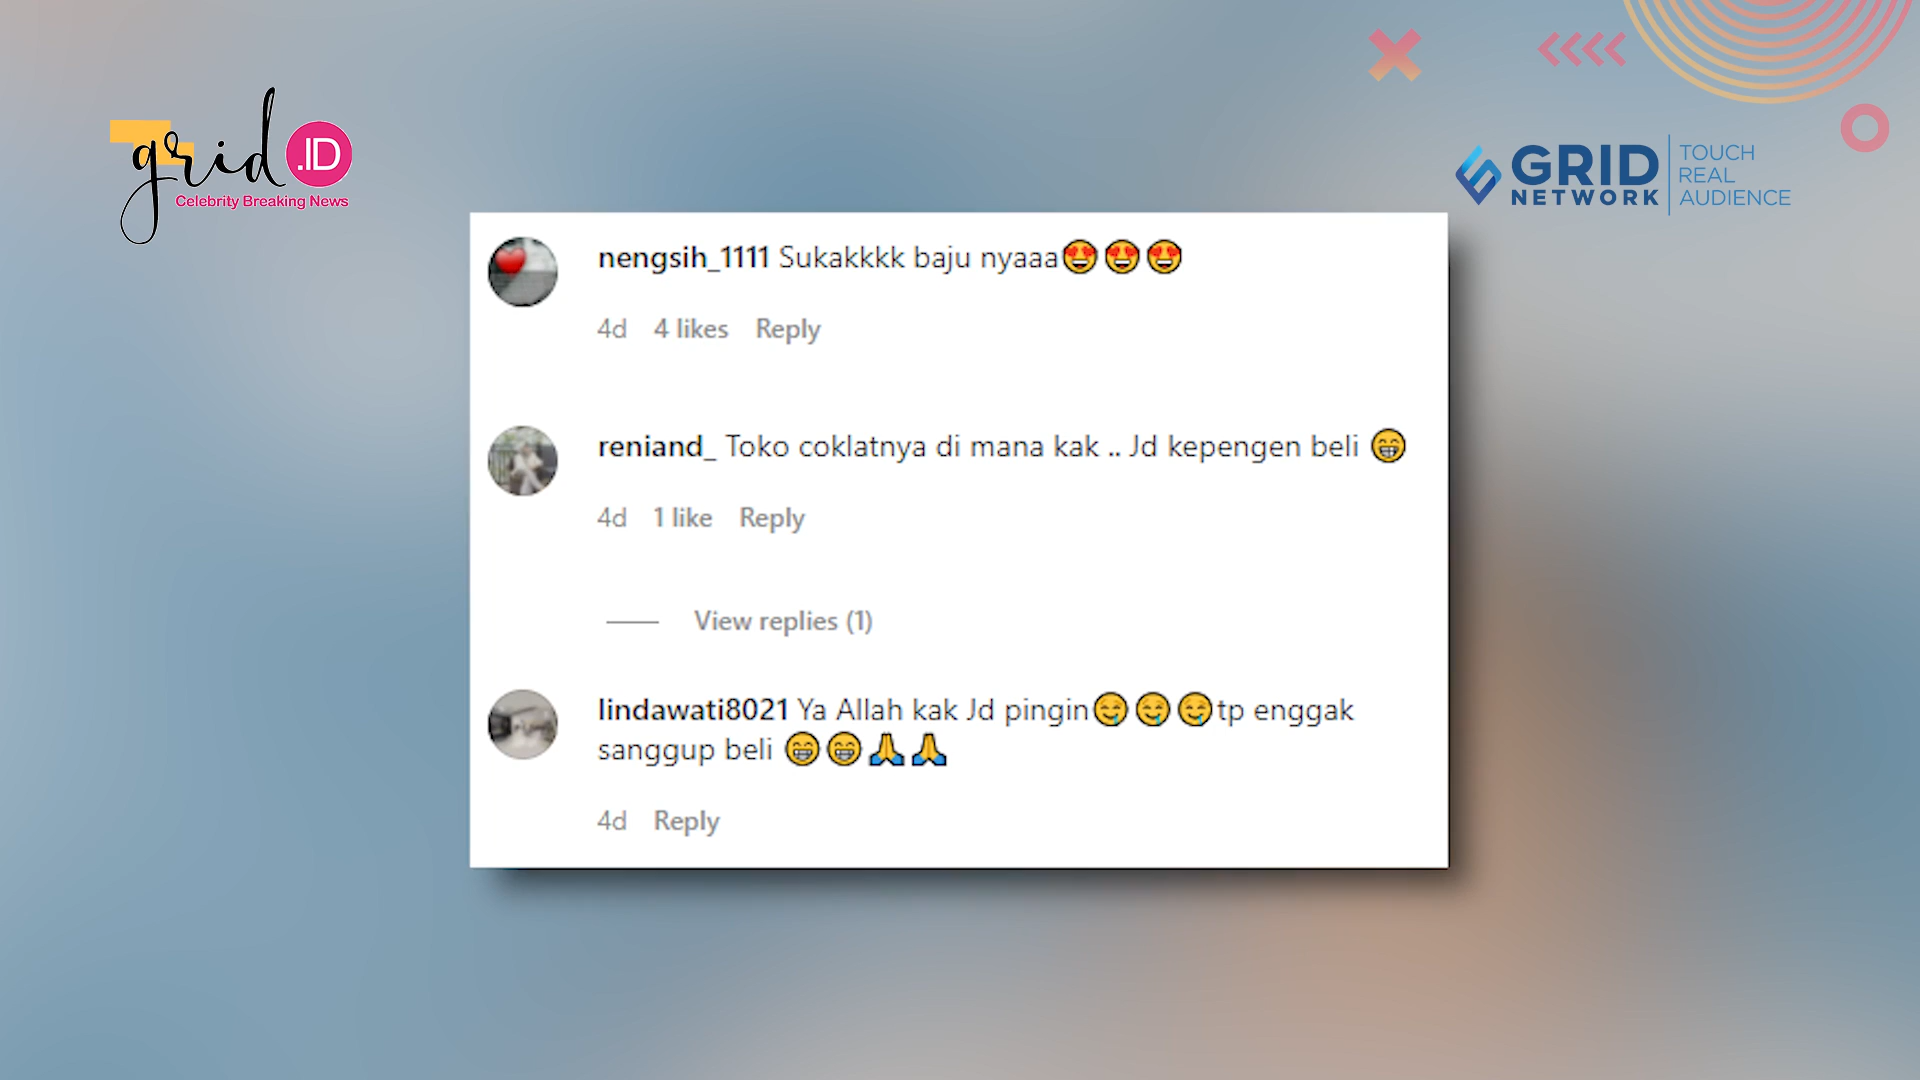 grid.ID
Celebrity Breaking News
GRID NETWORK
TOUCH
REAL
AUDIENCE
nengsih_1111 Sukakkkk baju nyaaa😍😍😍
4d 4 likes Reply
reniand_ Toko coklatnya di mana kak .. Jd kepengen beli 😁
4d 1 like Reply
View replies (1)
lindawati8021 Ya Allah kak Jd pingin🤤🤤🤤tp enggak
sanggup beli 😁😁🙏🙏
4d Reply